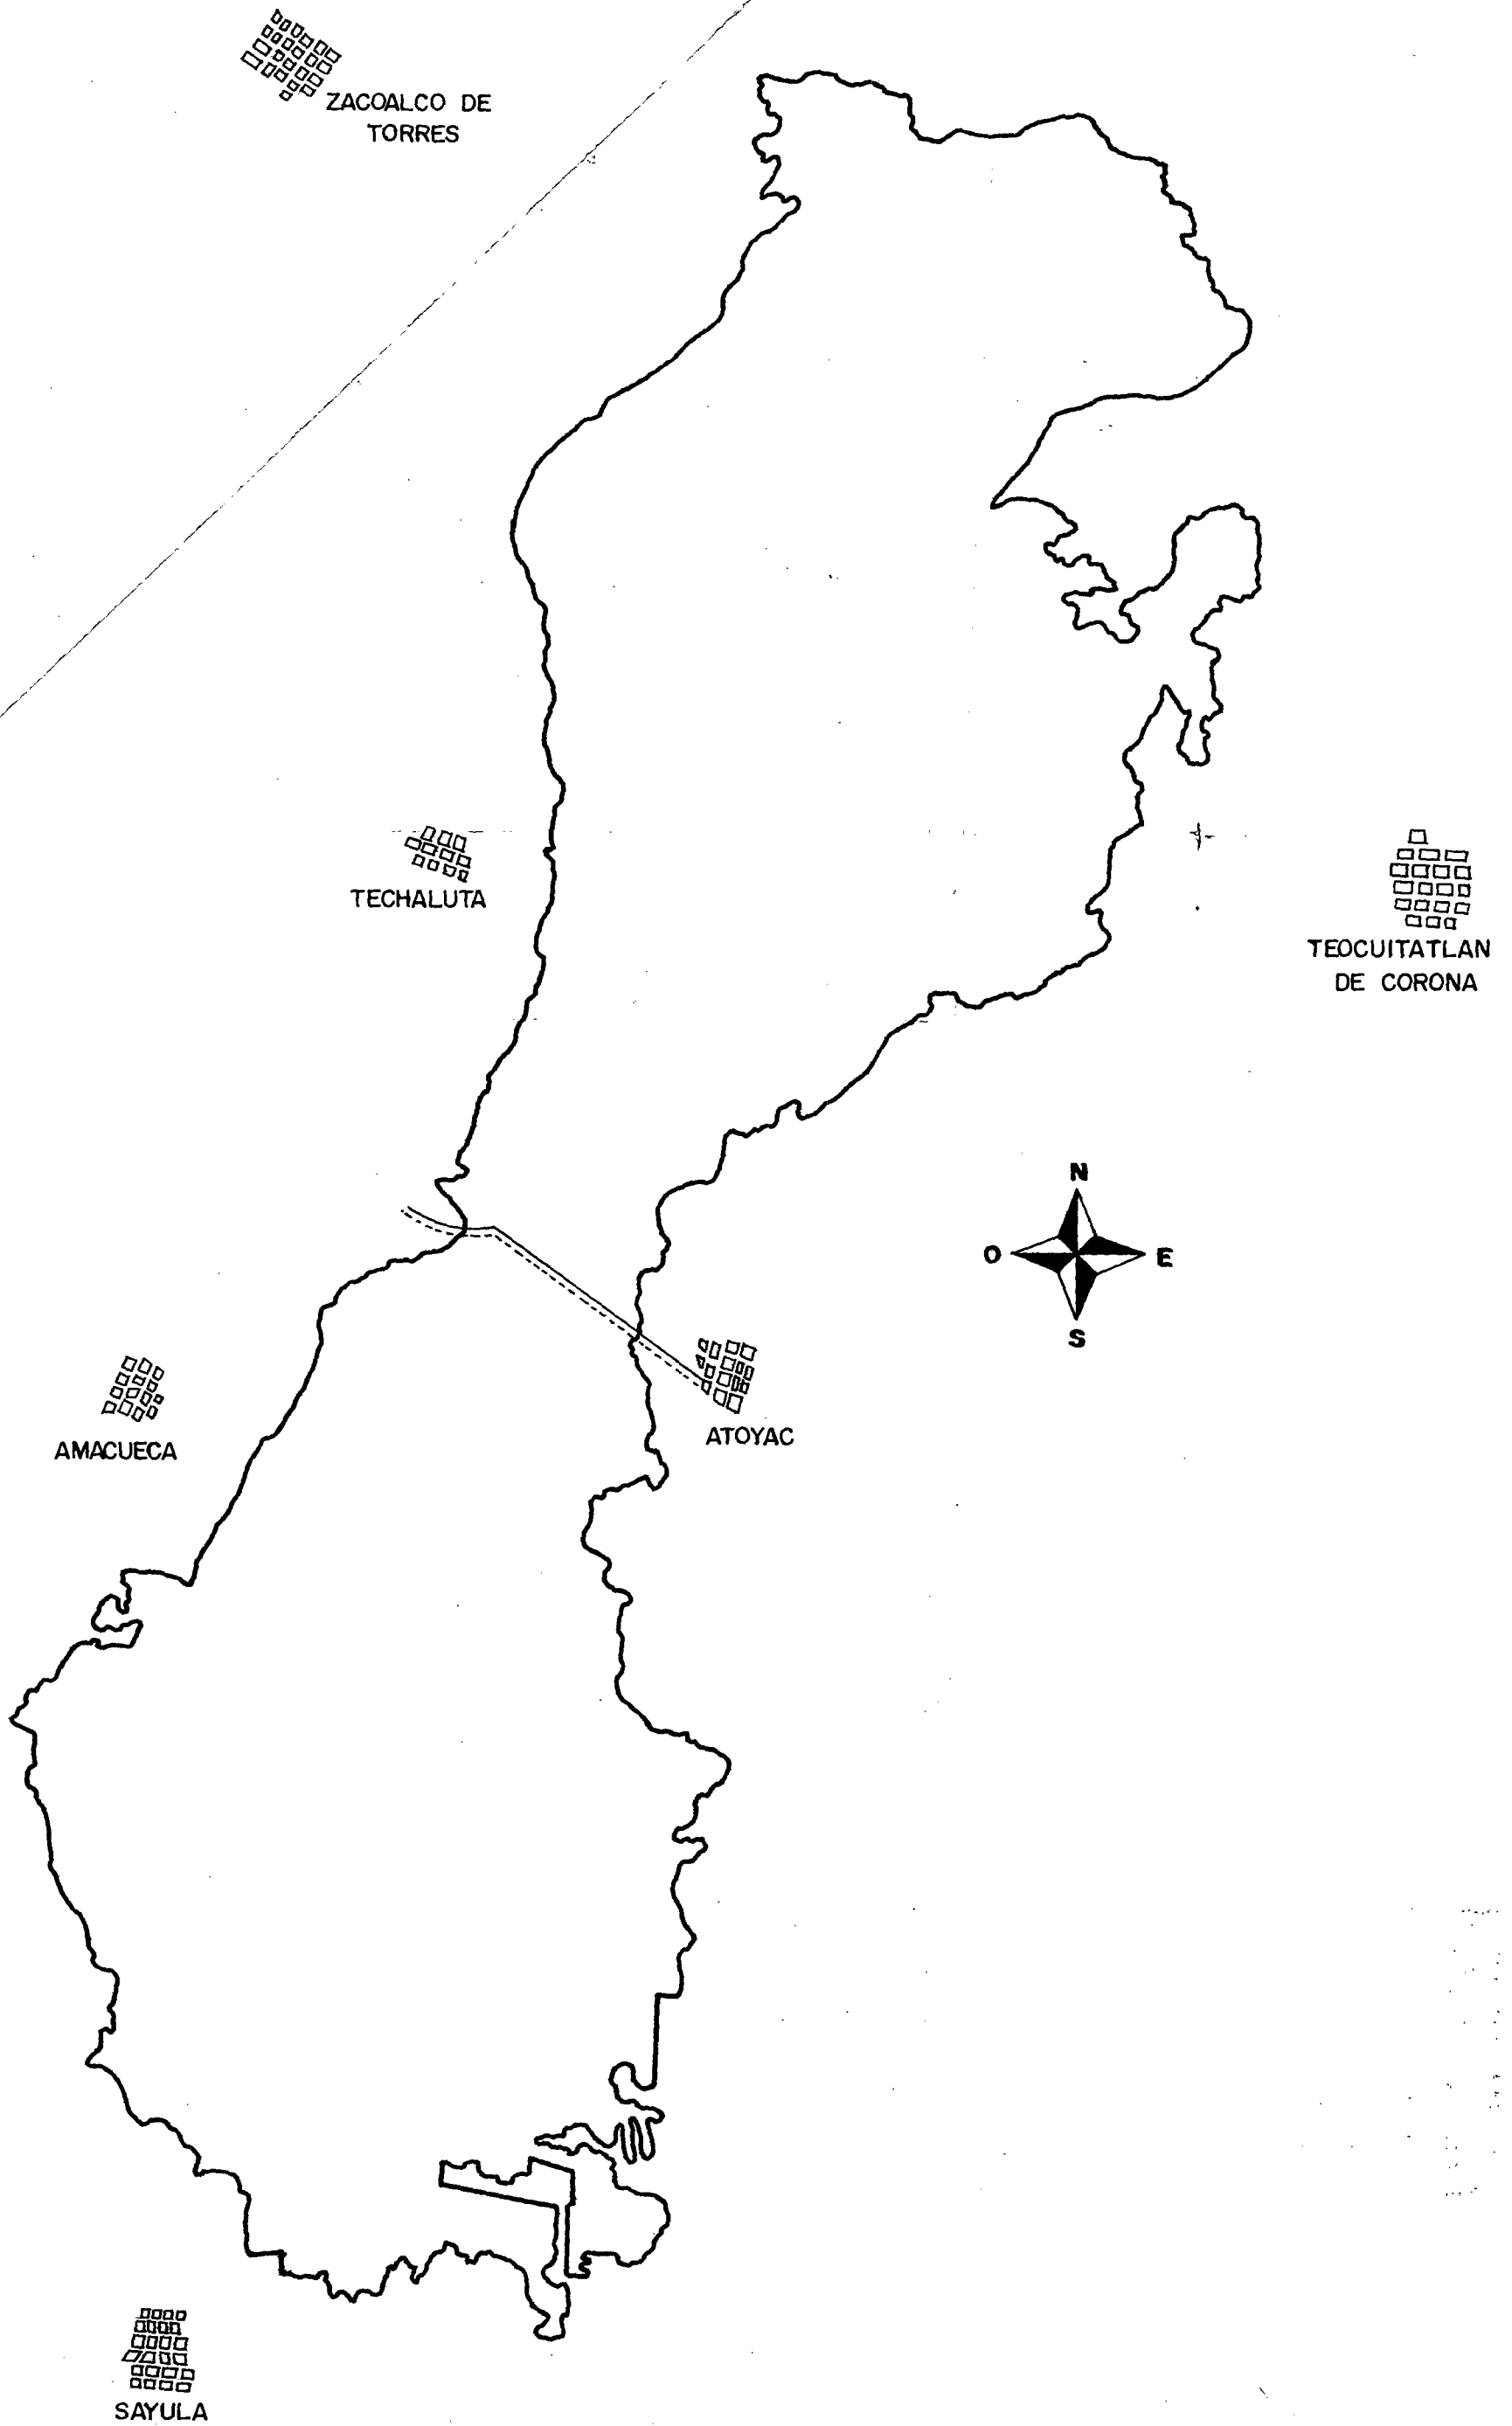 ZACOALCO DE
TORRES
TECHALUTA
TEOCUITATLAN
DE CORONA
N
O
E
S
AMACUECA
ATOYAC
SAYULA